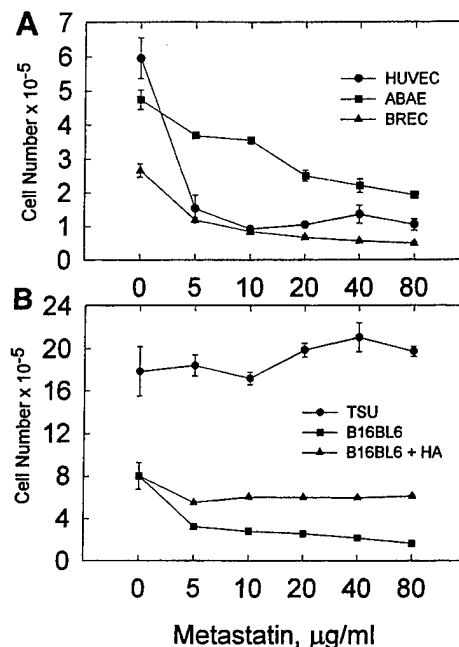 A
Cell Number x 10⁻⁵
7
6
5
4
3
2
1
0
HUVEC
ABAE
BREC
0 5 10 20 40 80
B
Cell Number x 10⁻⁵
24
20
16
12
8
4
0
TSU
B16BL6
B16BL6 + HA
0 5 10 20 40 80
Metastatin, μg/ml